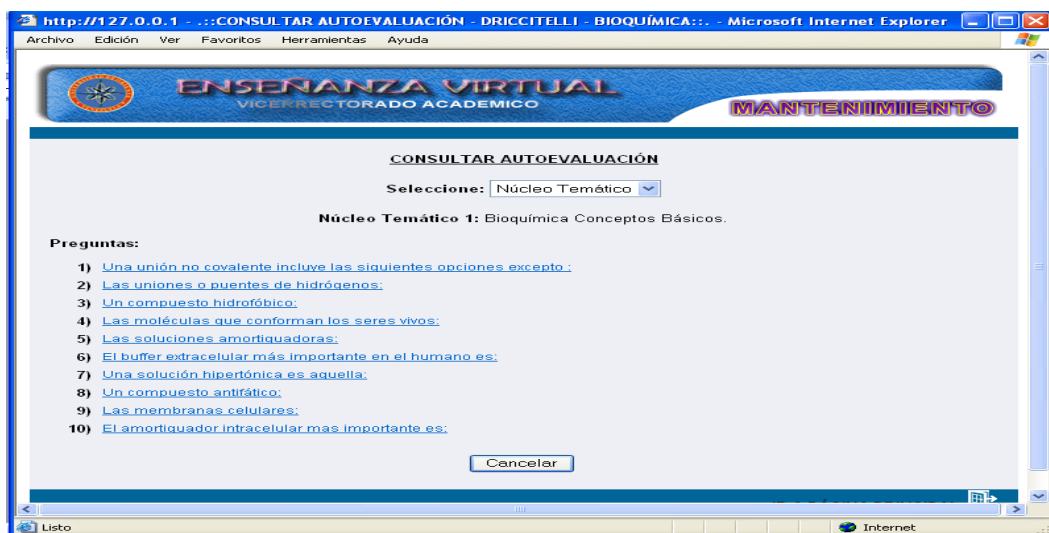 http://127.0.0.1 - .::CONSULTAR AUTOEVALUACIÓN - DRICCITELLI - BIOQUÍMICA::. - Microsoft Internet Explorer
Archivo Edición Ver Favoritos Herramientas Ayuda
ENSEÑANZA VIRTUAL
VICERRECTORADO ACADEMICO
MANTENIMIENTO
CONSULTAR AUTOEVALUACIÓN
Seleccione: Núcleo Temático
Núcleo Temático 1: Bioquímica Conceptos Básicos.
Preguntas:
1) Una unión no covalente incluye las siguientes opciones excepto :
2) Las uniones o puentes de hidrógenos:
3) Un compuesto hidrofóbico:
4) Las moléculas que conforman los seres vivos:
5) Las soluciones amortiguadoras:
6) El buffer extracelular más importante en el humano es:
7) Una solución hipertónica es aquella:
8) Un compuesto antifático:
9) Las membranas celulares:
10) El amortiguador intracelular mas importante es:
Cancelar
Listo
Internet